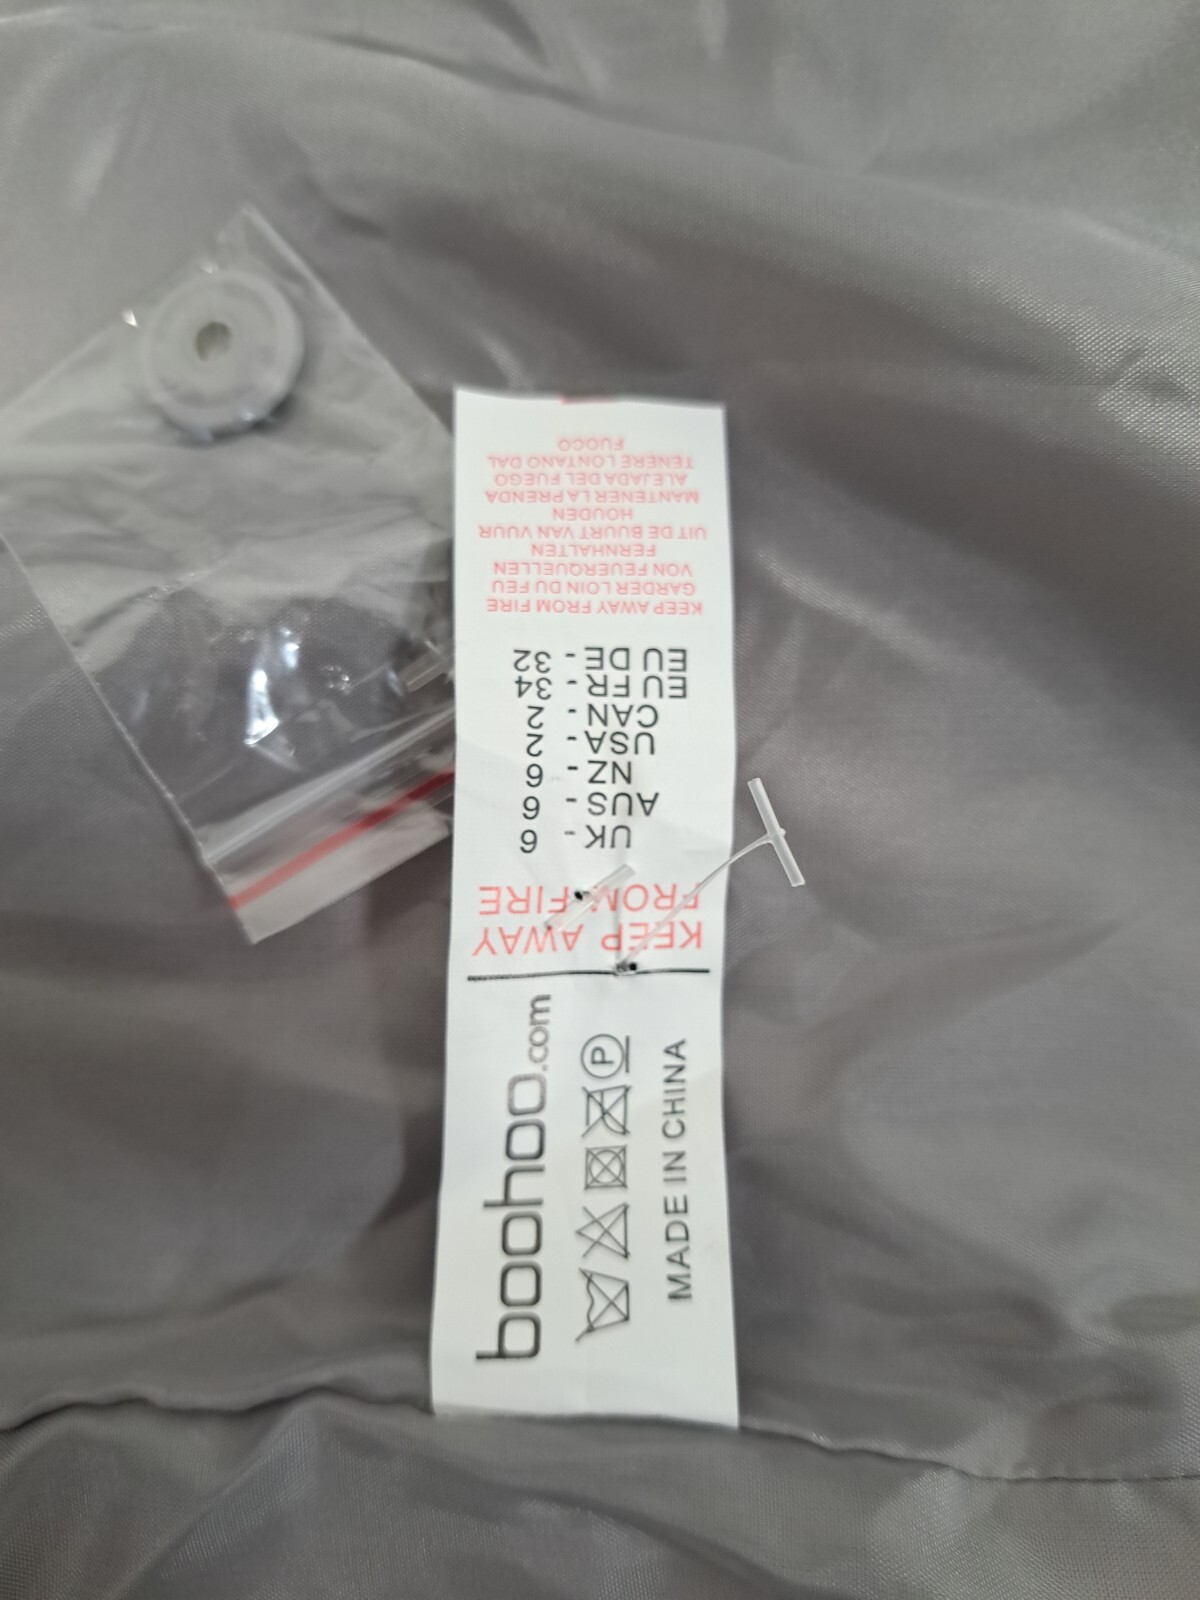 KEEP AWAY FROM FIRE
GARDER LOIN DU FEU
VON FEUERQUELLEN
FERNHALTEN
UIT DE BUURT VAN VUUR
HOUDEN
MANTENER LA PRENDA
ALEJADA DEL FUEGO
TENERE LONTANO DAL
FUOCO
KEEP AWAY
FROM FIRE
UK - 6
AUS - 6
NZ - 6
USA - 2
CAN - 2
EU FR - 34
EU DE - 32
boohoo.com
P
MADE IN CHINA